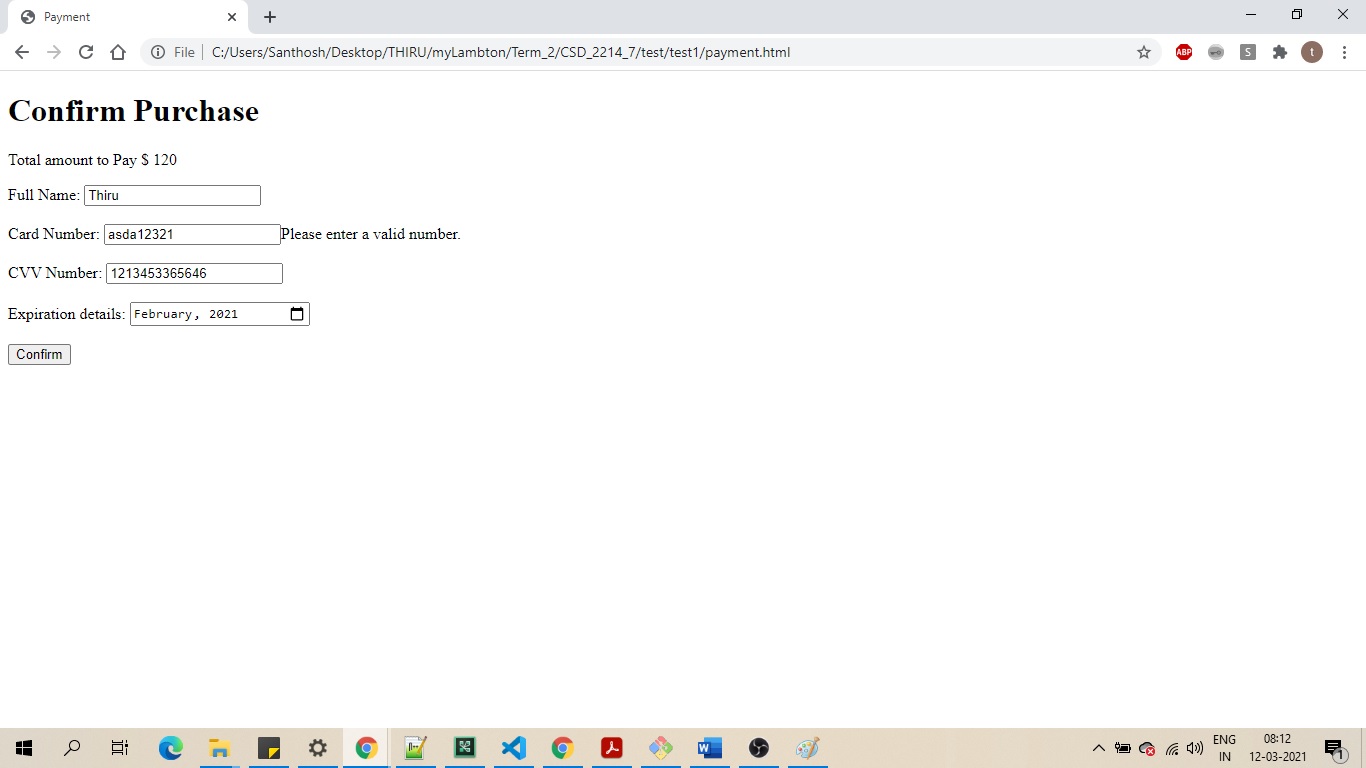 Payment
File C:/Users/Santhosh/Desktop/THIRU/myLambton/Term_2/CSD_2214_7/test/test1/payment.html
ABP
S
t
Confirm Purchase
Total amount to Pay $ 120
Full Name: Thiru
Card Number: asda12321 Please enter a valid number.
CVV Number: 1213453365646
Expiration details: February, 2021
Confirm
ENG 08:12
IN 12-03-2021
1